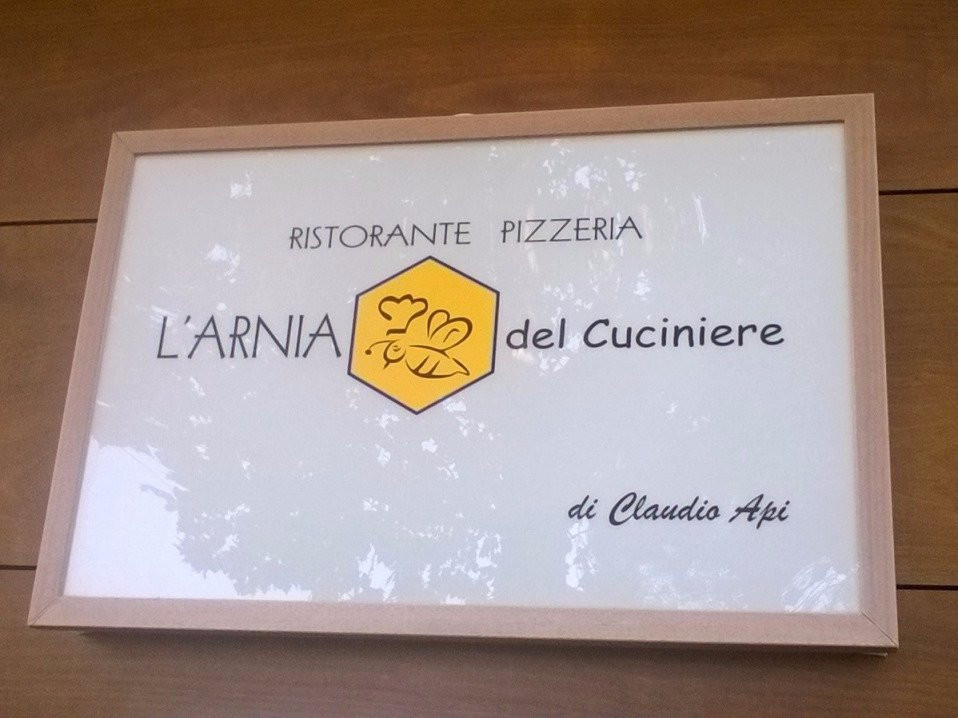 RISTORANTE PIZZERIA
L'ARNIA del Cuciniere
di Claudio Api